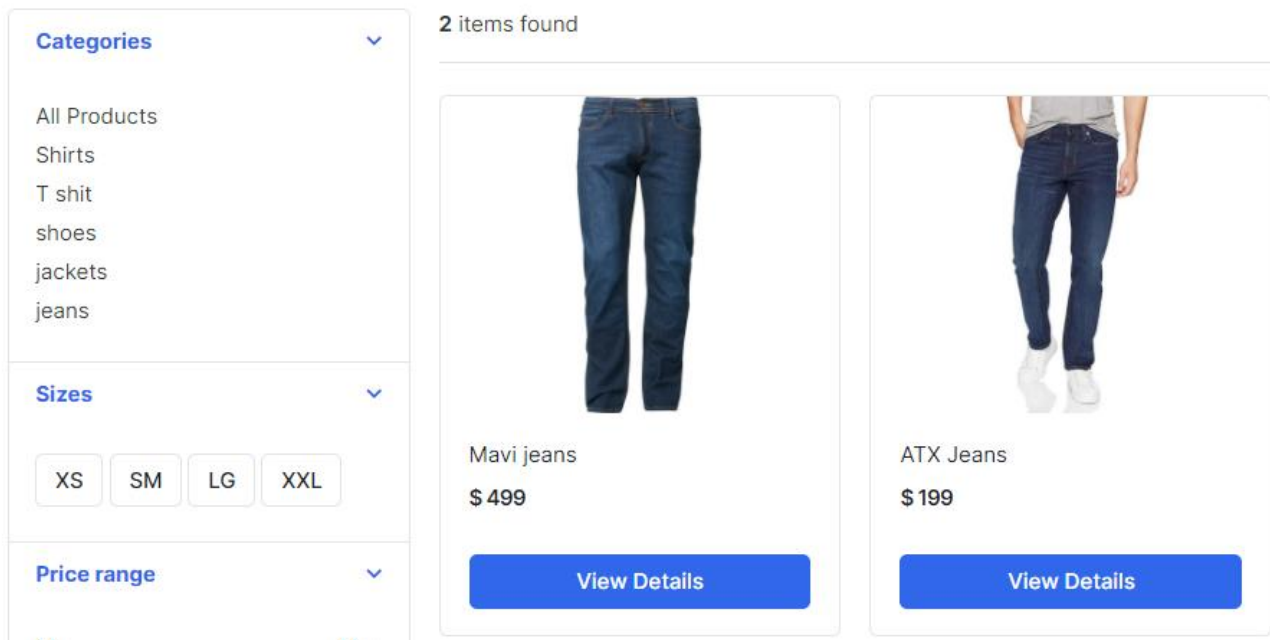 Categories
All Products
Shirts
T shit
shoes
jackets
jeans
Sizes
XS SM LG XXL
Price range
2 items found
Mavi jeans
$ 499
View Details
ATX Jeans
$ 199
View Details